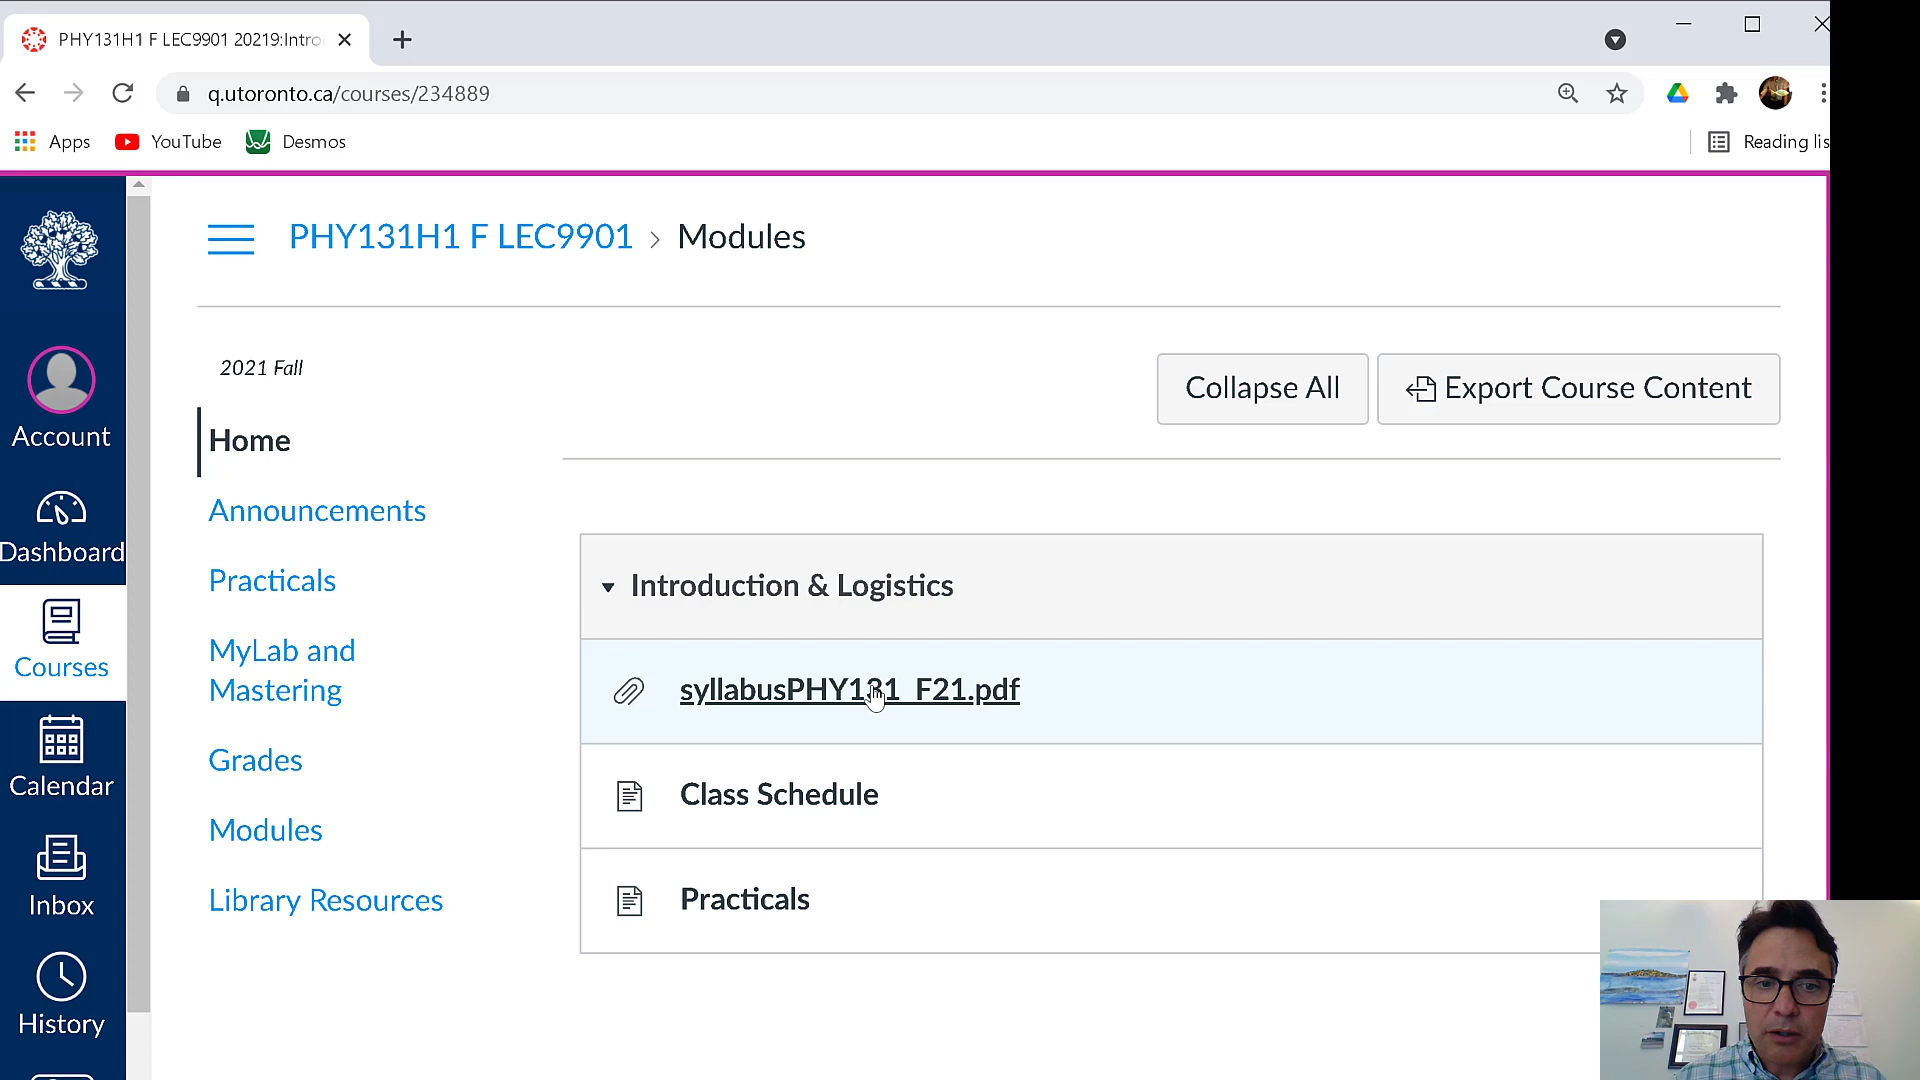 PHY131H1 F LEC9901 20219:Intro
q.utoronto.ca/courses/234889
Apps
YouTube
Desmos
Reading lis
PHY131H1 F LEC9901 > Modules
2021 Fall
Collapse All
Export Course Content
Account
Home
Announcements
Dashboard
Practicals
Introduction & Logistics
Courses
MyLab and
Mastering
syllabusPHY131_F21.pdf
Calendar
Grades
Class Schedule
Modules
Inbox
Library Resources
Practicals
History